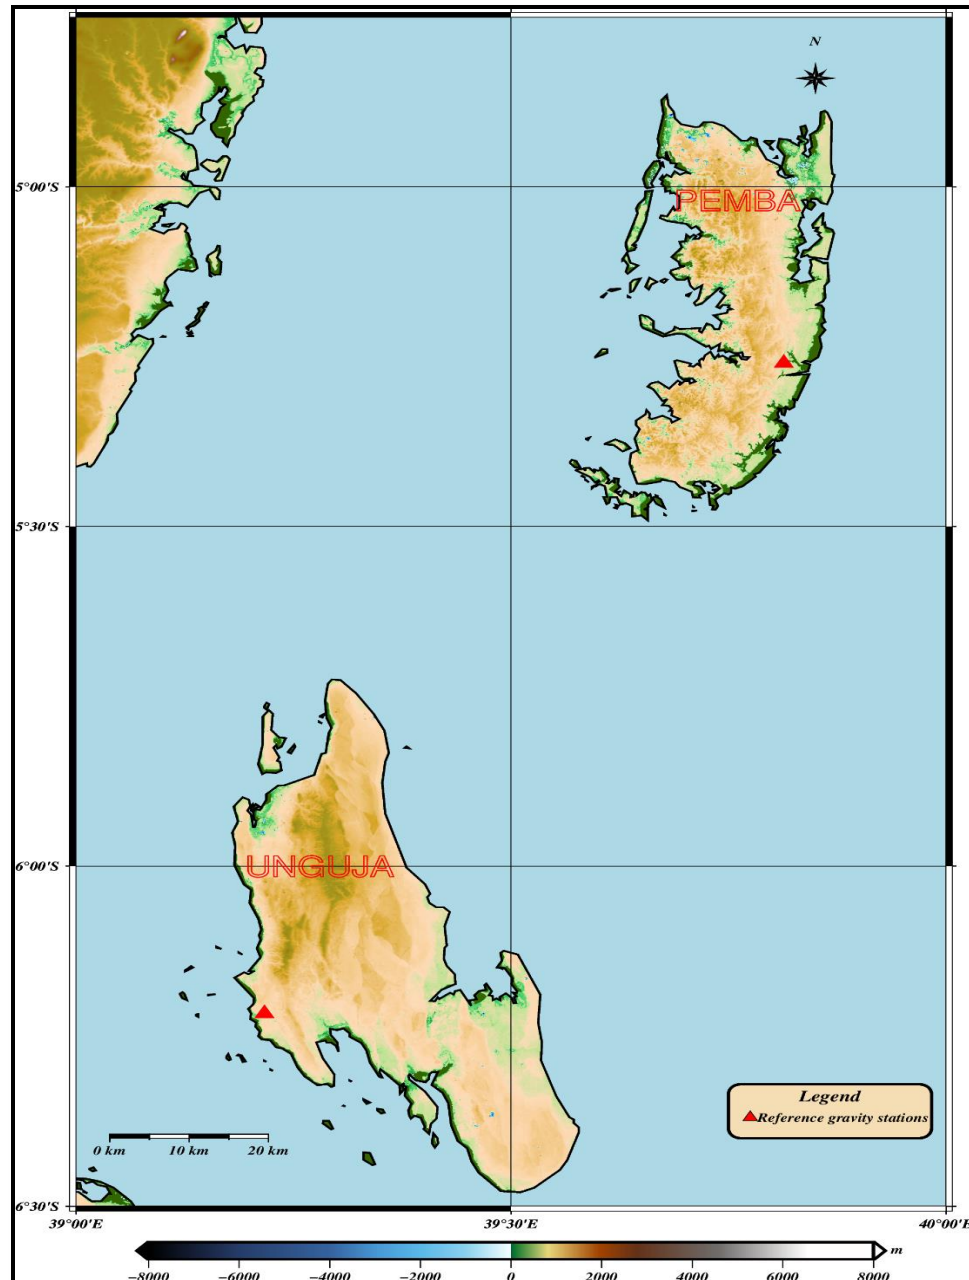 N
5°00'S
PEMBA
5°30'S
6°00'S
UNGUJA
Legend
Reference gravity stations
0 km 10 km 20 km
6°30'S
39°00'E 39°30'E 40°00'E
m
−8000 −6000 −4000 −2000 0 2000 4000 6000 8000